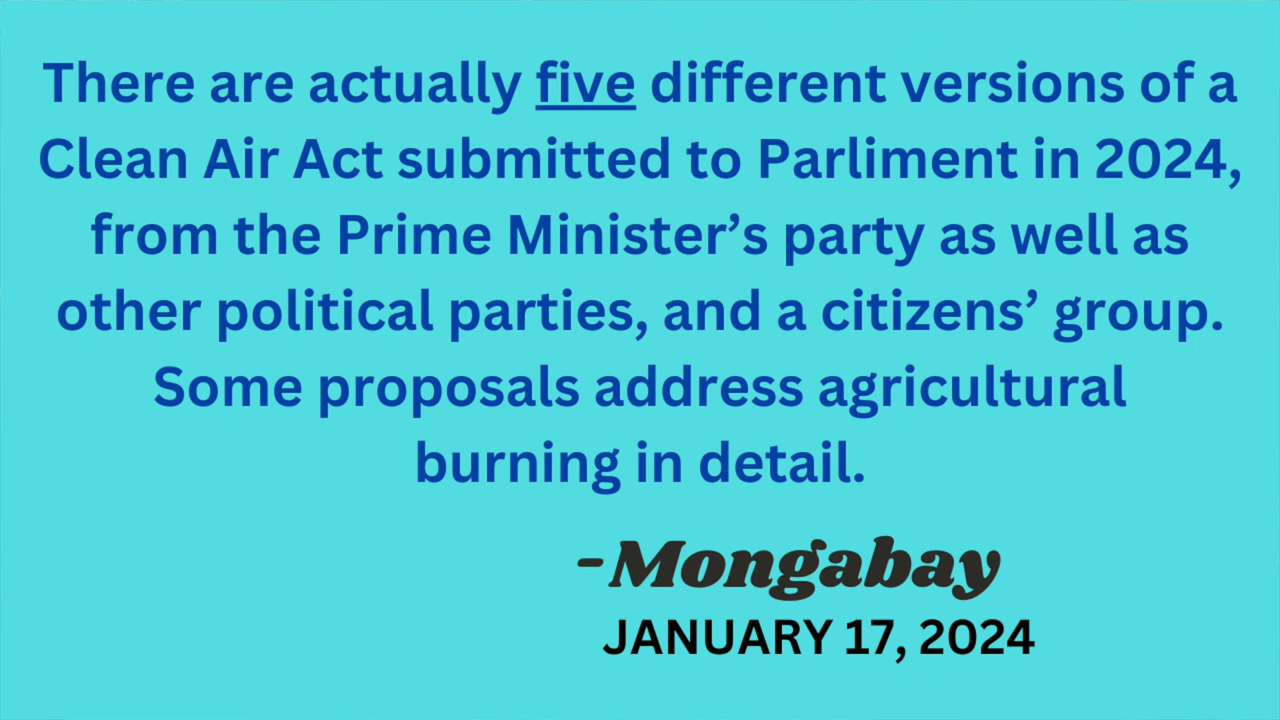 There are actually five different versions of a
Clean Air Act submitted to Parliment in 2024,
from the Prime Minister’s party as well as
other political parties, and a citizens’ group.
Some proposals address agricultural
burning in detail.
-Mongabay
JANUARY 17, 2024